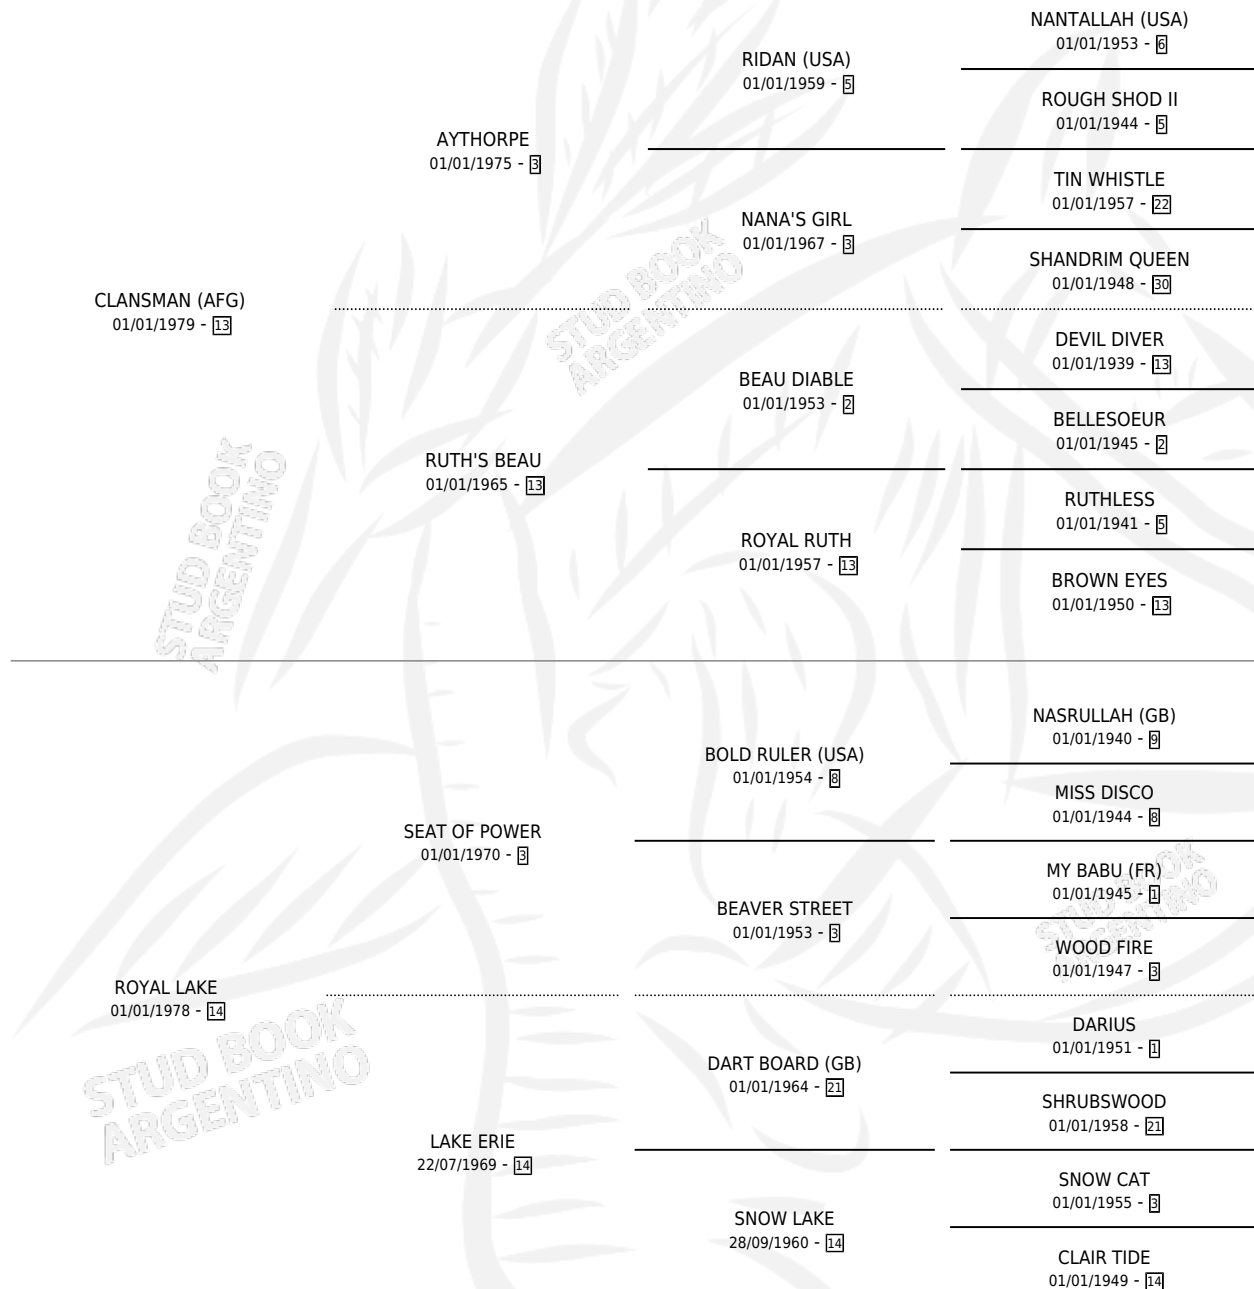 NANTALLAH (USA)
01/01/1953 - 6
RIDAN (USA)
01/01/1959 - 5
ROUGH SHOD II
01/01/1944 - 5
AYTHORPE
01/01/1975 - 3
TIN WHISTLE
01/01/1957 - 22
NANA'S GIRL
01/01/1967 - 3
SHANDRIM QUEEN
01/01/1948 - 30
CLANSMAN (AFG)
01/01/1979 - 13
DEVIL DIVER
01/01/1939 - 13
BEAU DIABLE
01/01/1953 - 2
BELLESOEUR
01/01/1945 - 2
RUTH'S BEAU
01/01/1965 - 13
RUTHLESS
01/01/1941 - 5
ROYAL RUTH
01/01/1957 - 13
BROWN EYES
01/01/1950 - 13
NASRULLAH (GB)
01/01/1940 - 9
BOLD RULER (USA)
01/01/1954 - 8
MISS DISCO
01/01/1944 - 8
SEAT OF POWER
01/01/1970 - 3
MY BABU (FR)
01/01/1945 - 1
BEAVER STREET
01/01/1953 - 3
WOOD FIRE
01/01/1947 - 3
ROYAL LAKE
01/01/1978 - 14
DARIUS
01/01/1951 - 1
DART BOARD (GB)
01/01/1964 - 21
SHRUBSWOOD
01/01/1958 - 21
LAKE ERIE
22/07/1969 - 14
SNOW CAT
01/01/1955 - 3
SNOW LAKE
28/09/1960 - 14
CLAIR TIDE
01/01/1949 - 14
STUD BOOK
ARGENTINO
STUD BOOK
ARGENTINO
STUD BOOK
ARGENTINO
STUD BOOK
ARGENTINO